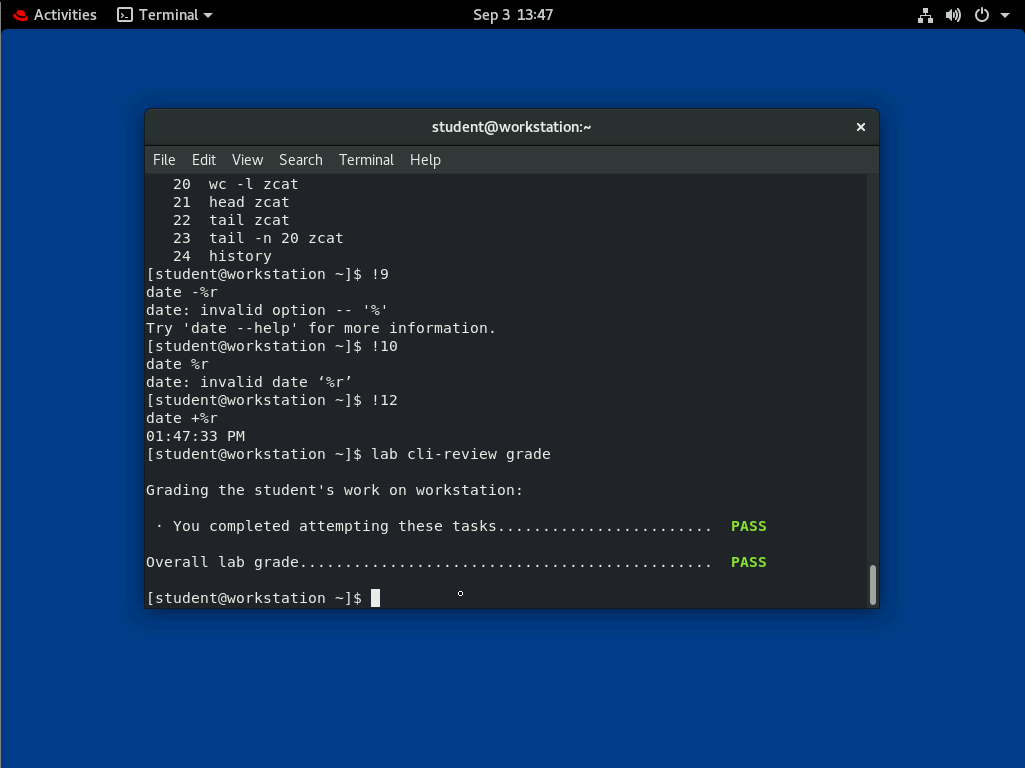 Activities Terminal Sep 3 13:47
student@workstation:~ ×
File Edit View Search Terminal Help
20 wc -l zcat
21 head zcat
22 tail zcat
23 tail -n 20 zcat
24 history
[student@workstation ~]$ !9
date -%r
date: invalid option -- '%'
Try 'date --help' for more information.
[student@workstation ~]$ !10
date %r
date: invalid date ‘%r’
[student@workstation ~]$ !12
date +%r
01:47:33 PM
[student@workstation ~]$ lab cli-review grade
Grading the student's work on workstation:
· You completed attempting these tasks........................ PASS
Overall lab grade.............................................. PASS
[student@workstation ~]$